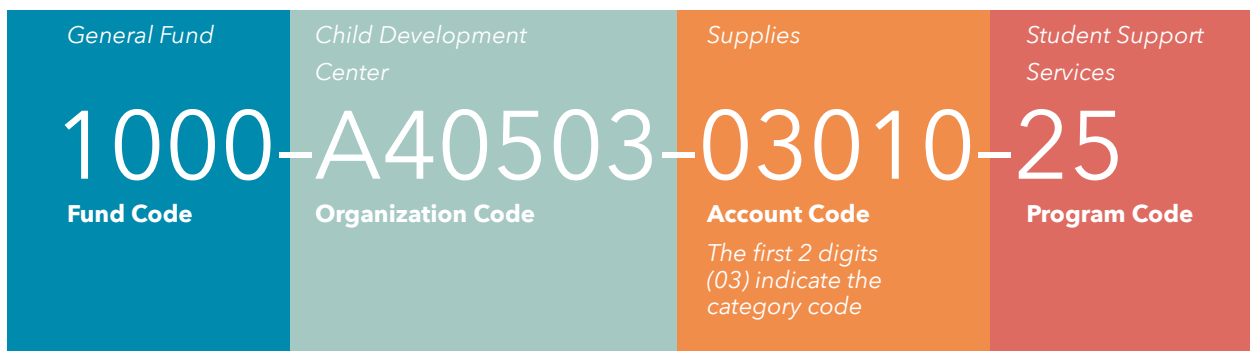 General Fund
Child Development
Center
Supplies
Student Support
Services
1000–A40503–03010–25
Fund Code
Organization Code
Account Code
Program Code
The first 2 digits
(03) indicate the
category code